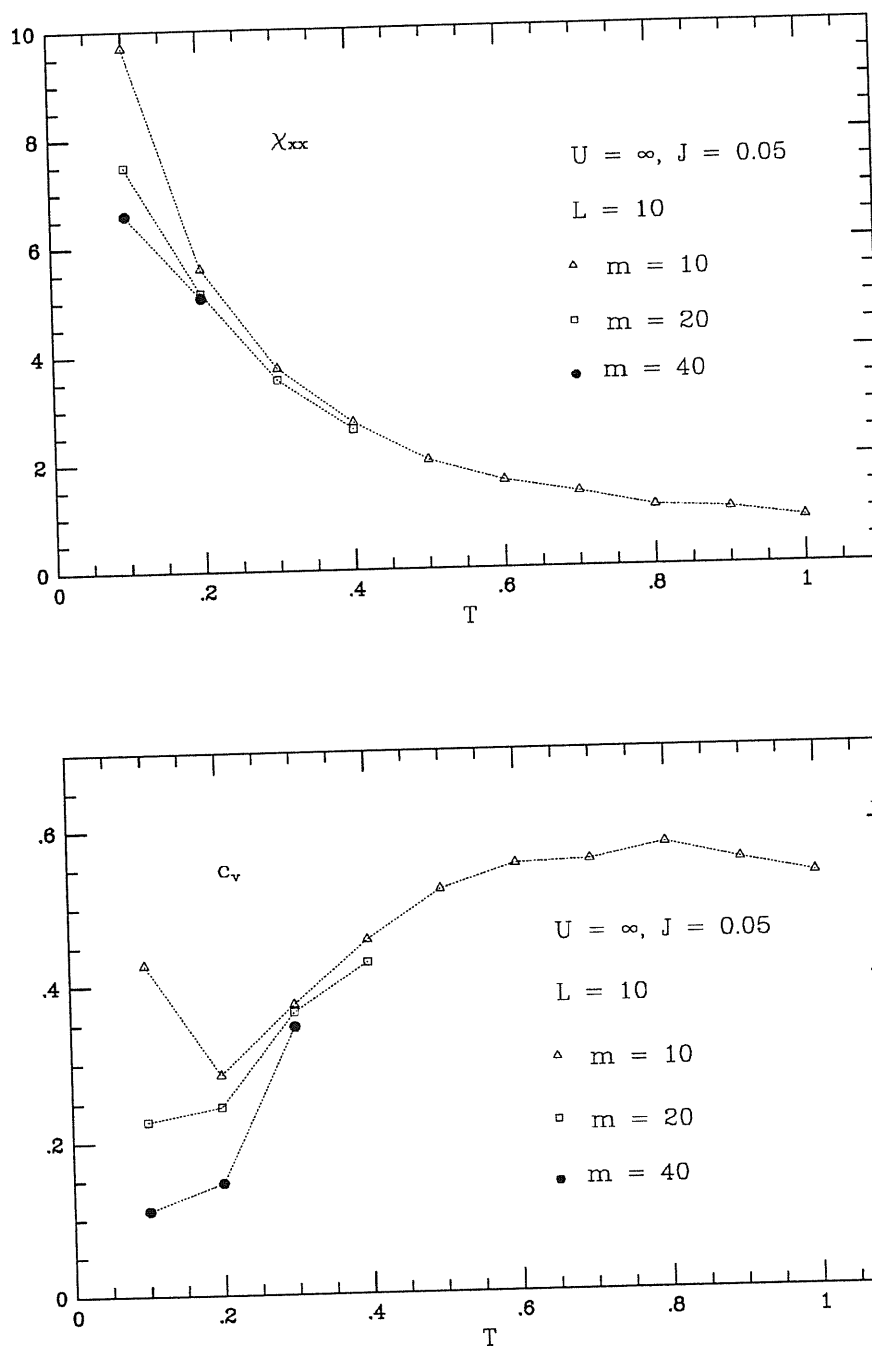 10
8
6
4
2
0
χxx
U = ∞, J = 0.05
L = 10
m = 10
m = 20
m = 40
0 .2 .4 .6 .8 1
T
.6
.4
.2
0
cv
U = ∞, J = 0.05
L = 10
m = 10
m = 20
m = 40
0 .2 .4 .6 .8 1
T